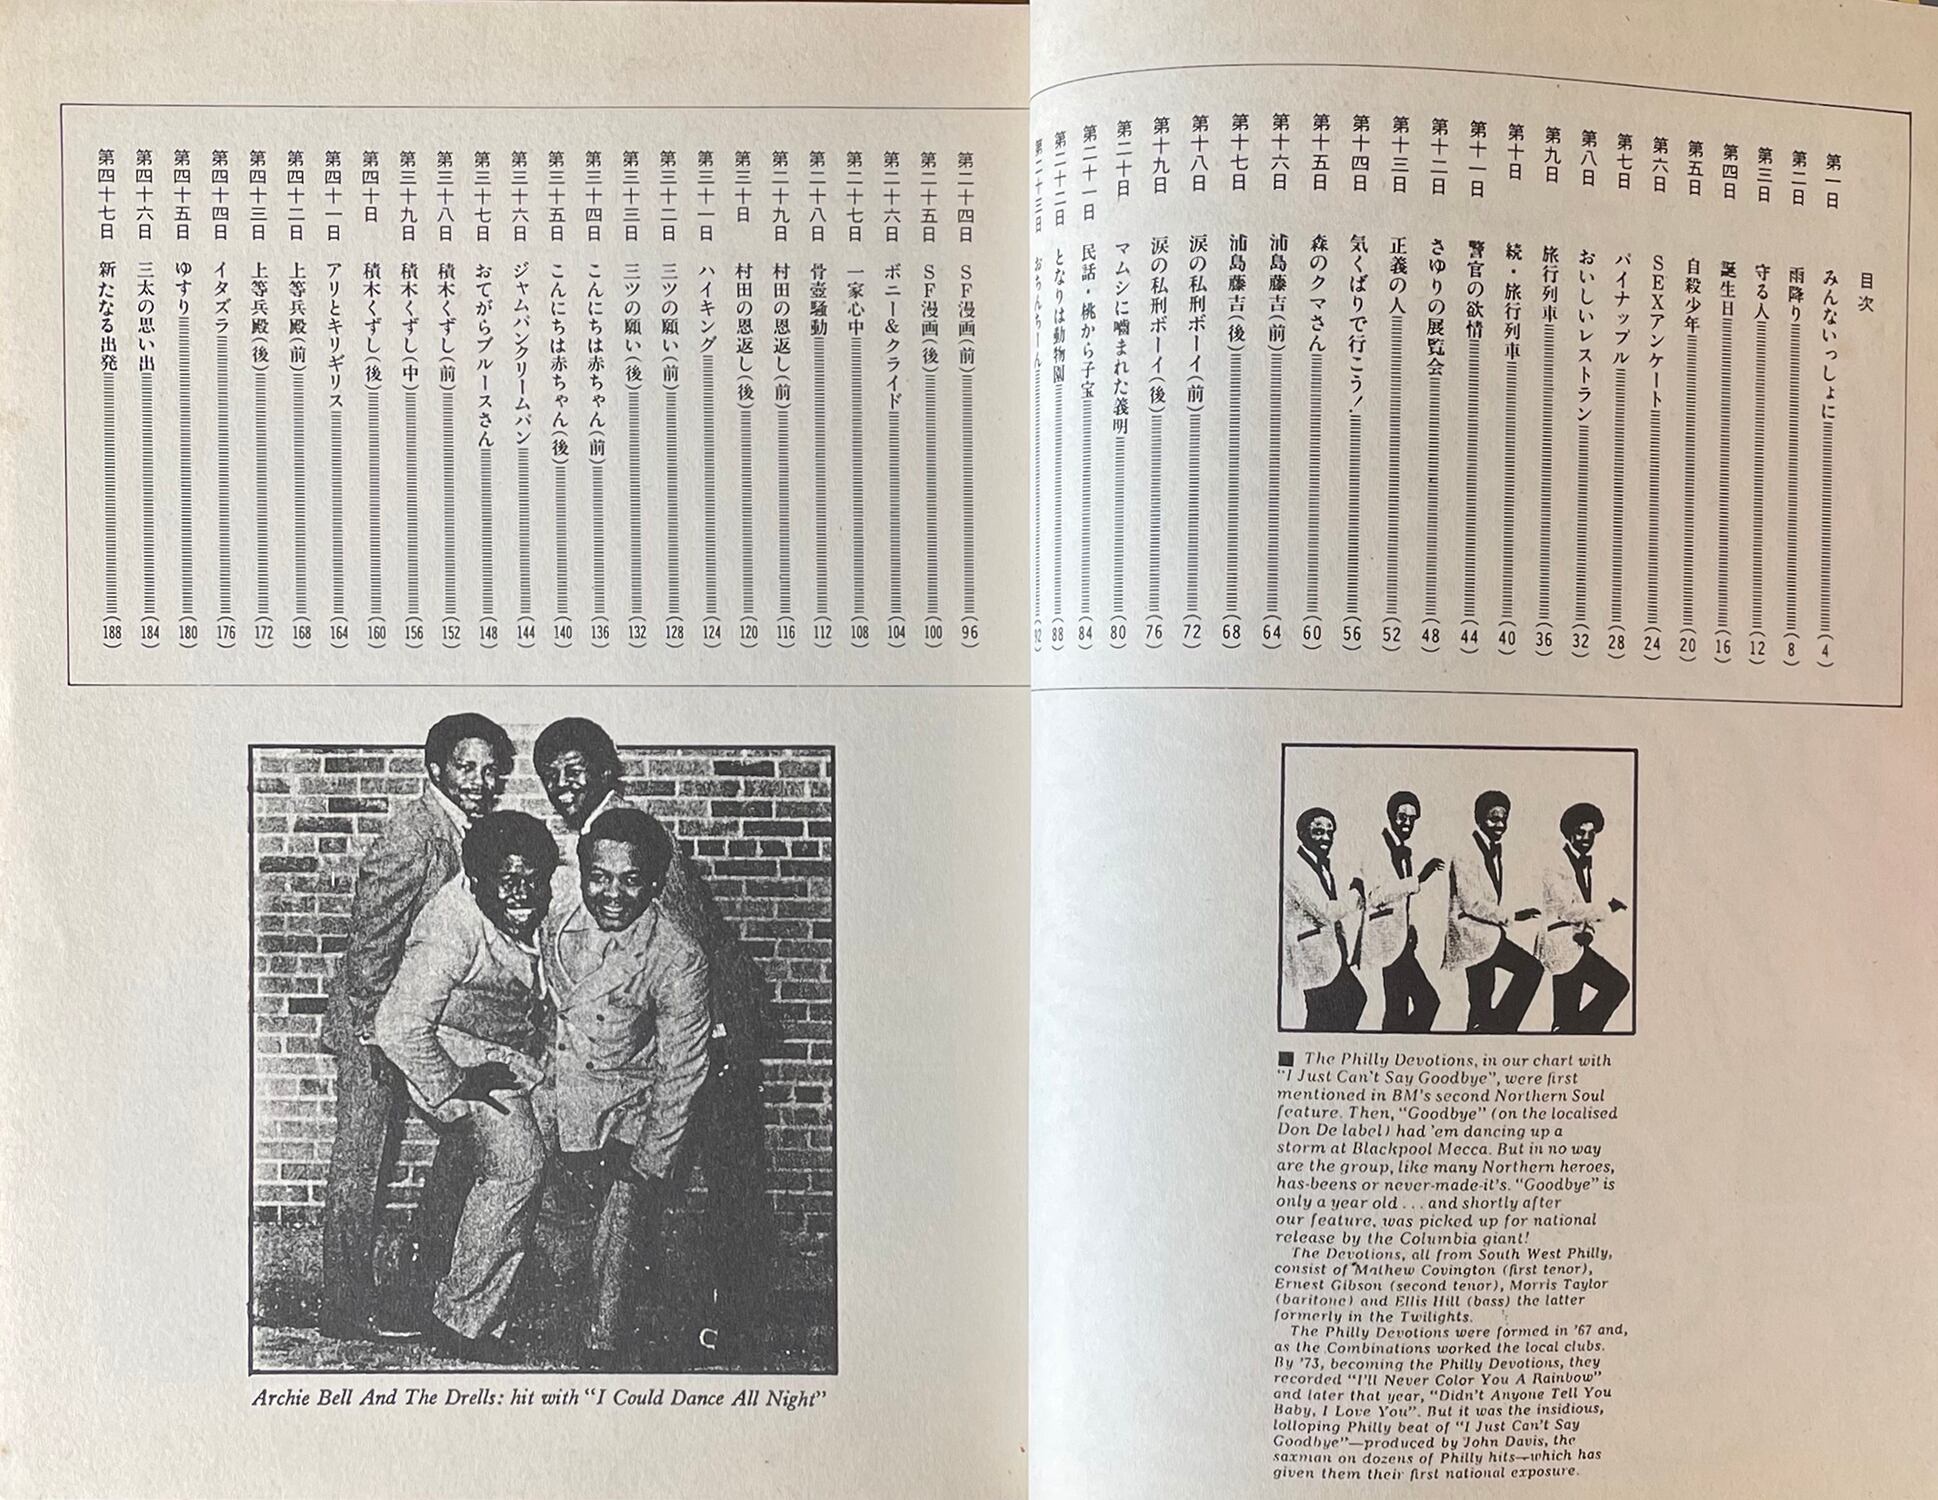 目次
第一日 みんないっしょに (4)
第二日 雨降り (8)
第三日 守る人 (12)
第四日 誕生日 (16)
第五日 自殺少年 (20)
第六日 SEXアンケート (24)
第七日 パイナップル (28)
第八日 おいしいレストラン (32)
第九日 旅行列車 (36)
第十日 続・旅行列車 (40)
第十一日 警官の欲情 (44)
第十二日 さゆりの展覧会 (48)
第十三日 正義の人 (52)
第十四日 気くばりで行こう! (56)
第十五日 森のクマさん (60)
第十六日 浦島藤吉(前) (64)
第十七日 浦島藤吉(後) (68)
第十八日 涙の私刑ボーイ(前) (72)
第十九日 涙の私刑ボーイ(後) (76)
第二十日 マムシに嚙まれた義明 (80)
第二十一日 民話・桃から子宝 (84)
第二十二日 となりは動物園 (88)
第二十三日 おちんちーん (92)
第二十四日 SF漫画(前) (96)
第二十五日 SF漫画(後) (100)
第二十六日 ボニー&クライド (104)
第二十七日 一家心中 (108)
第二十八日 骨壺騒動 (112)
第二十九日 村田の恩返し(前) (116)
第三十日 村田の恩返し(後) (120)
第三十一日 ハイキング (124)
第三十二日 三ツの願い(前) (128)
第三十三日 三ツの願い(後) (132)
第三十四日 こんにちは赤ちゃん(前) (136)
第三十五日 こんにちは赤ちゃん(後) (140)
第三十六日 ジャムパンクリームパン (144)
第三十七日 おてがらブルースさん (148)
第三十八日 積木くずし(前) (152)
第三十九日 積木くずし(中) (156)
第四十日 積木くずし(後) (160)
第四十一日 アリとキリギリス (164)
第四十二日 上等兵殿(前) (168)
第四十三日 上等兵殿(後) (172)
第四十四日 イタズラ (176)
第四十五日 ゆすり (180)
第四十六日 三太の思い出 (184)
第四十七日 新たなる出発 (188)
■ The Philly Devotions, in our chart with
"I Just Can't Say Goodbye", were first
mentioned in BM's second Northern Soul
feature. Then, "Goodbye" (on the localised
Don De label) had 'em dancing up a
storm at Blackpool Mecca. But in no way
are the group, like many Northern heroes,
has-beens or never-made-it's. "Goodbye" is
only a year old . . . and shortly after
our feature, was picked up for national
release by the Columbia giant!
The Devotions, all from South West Philly,
consist of Mathew Covington (first tenor),
Ernest Gibson (second tenor), Morris Taylor
(baritone) and Ellis Hill (bass) the latter
formerly in the Twilights.
The Philly Devotions were formed in '67 and,
as the Combinations worked the local clubs.
By '73, becoming the Philly Devotions, they
recorded "I'll Never Color You A Rainbow"
and later that year, "Didn't Anyone Tell You
Baby, I Love You". But it was the insidious,
lolloping Philly beat of "I Just Can't Say
Goodbye"—produced by John Davis, the
saxman on dozens of Philly hits—which has
given them their first national exposure.
Archie Bell And The Drells: hit with "I Could Dance All Night"